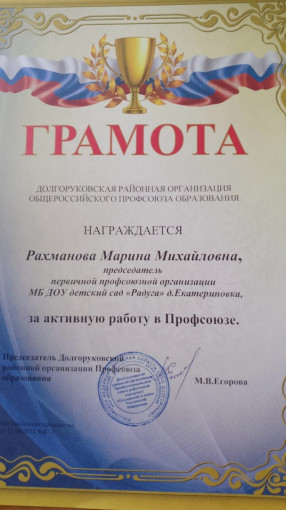 ГРАМОТА
ДОЛГОРУКОВСКАЯ РАЙОННАЯ ОРГАНИЗАЦИЯ
ОБЩЕРОССИЙСКОГО ПРОФСОЮЗА ОБРАЗОВАНИЯ
НАГРАЖДАЕТСЯ
Рахманова Марина Михайловна,
председатель
первичной профсоюзной организации
МБ ДОУ детский сад «Радуга» д.Екатериновка,
за активную работу в Профсоюзе.
Председатель Долгоруковской
районной организации Профсоюза
образования
М.В.Егорова